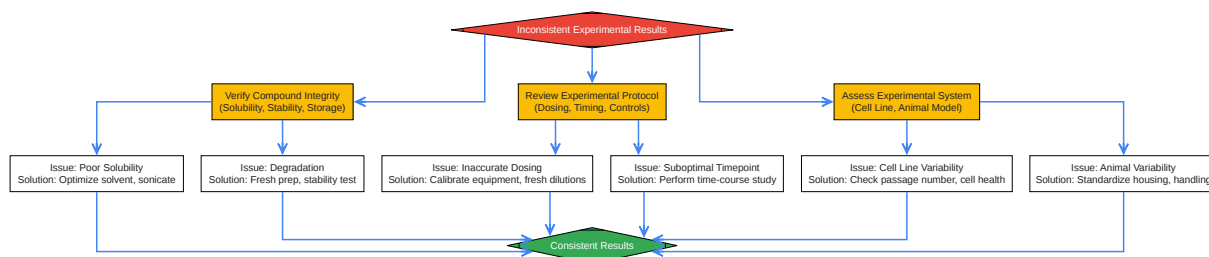 Inconsistent Experimental Results
Verify Compound Integrity
(Solubility, Stability, Storage)
Review Experimental Protocol
(Dosing, Timing, Controls)
Assess Experimental System
(Cell Line, Animal Model)
Issue: Poor Solubility
Solution: Optimize solvent, sonicate
Issue: Degradation
Solution: Fresh prep, stability test
Issue: Inaccurate Dosing
Solution: Calibrate equipment, fresh dilutions
Issue: Suboptimal Timepoint
Solution: Perform time-course study
Issue: Cell Line Variability
Solution: Check passage number, cell health
Issue: Animal Variability
Solution: Standardize housing, handling
Consistent Results